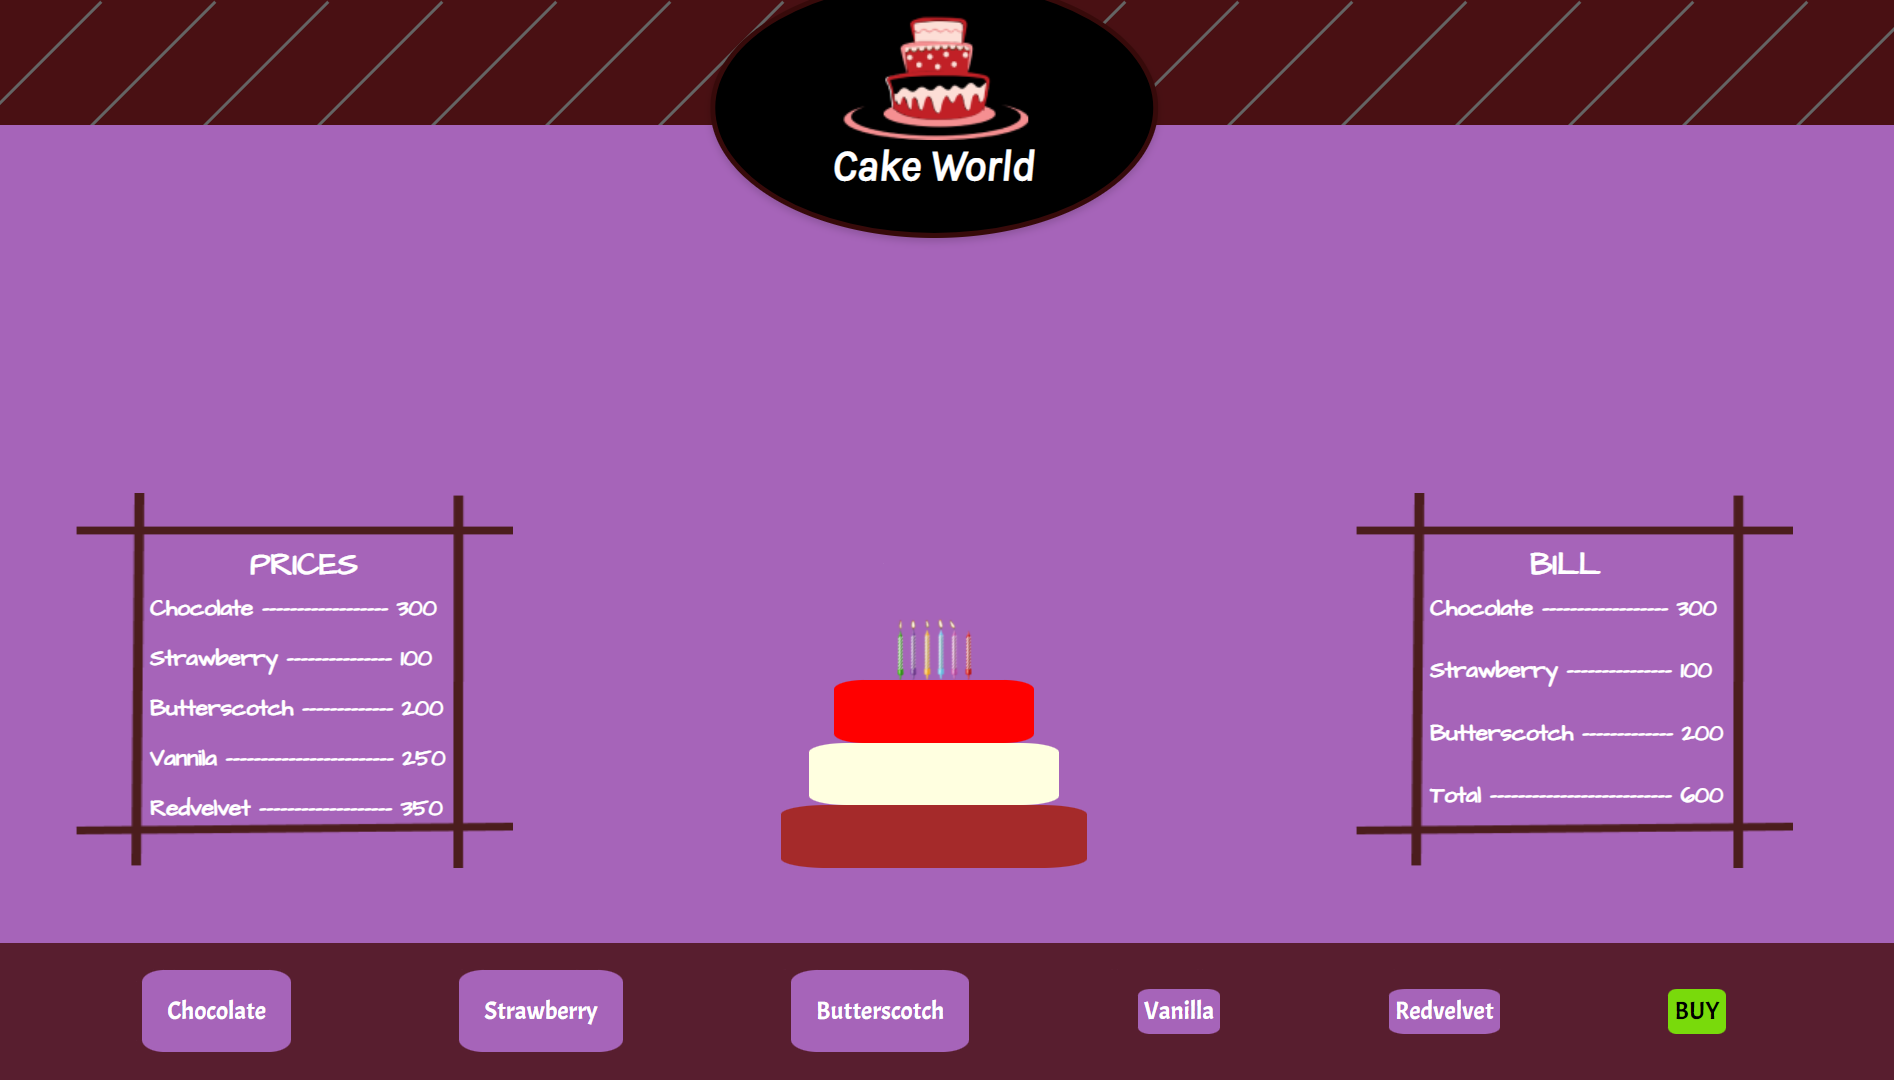 Cake World
PRICES
Chocolate ------------------ 300
Strawberry --------------- 100
Butterscotch ------------- 200
Vannila ------------------------ 250
Redvelvet ------------------- 350
BILL
Chocolate ------------------ 300
Strawberry --------------- 100
Butterscotch ------------- 200
Total -------------------------- 600
Chocolate
Strawberry
Butterscotch
Vanilla
Redvelvet
BUY